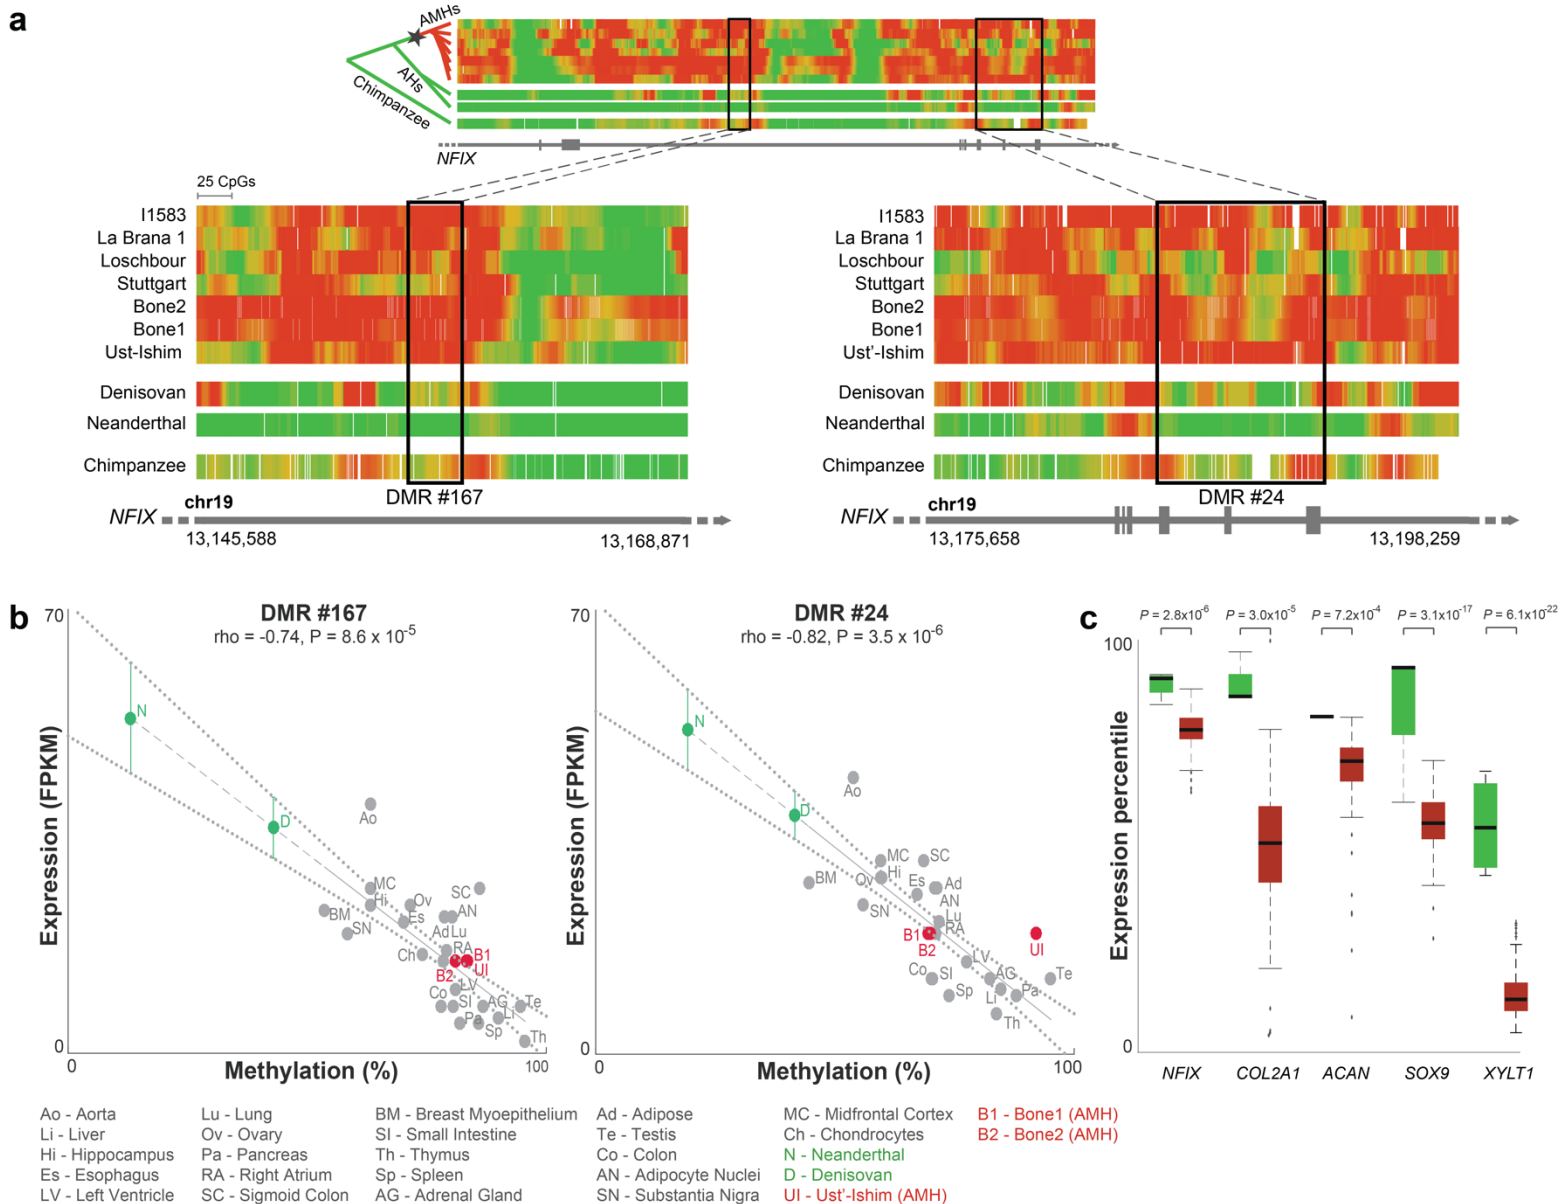 a
AMHs
AHs
Chimpanzee
NFIX
25 CpGs
I1583
La Brana 1
Loschbour
Stuttgart
Bone2
Bone1
Ust-Ishim
Denisovan
Neanderthal
Chimpanzee
DMR #167
chr19
NFIX
13,145,588
13,168,871
I1583
La Brana 1
Loschbour
Stuttgart
Bone2
Bone1
Ust'-Ishim
Denisovan
Neanderthal
Chimpanzee
DMR #24
chr19
NFIX
13,175,658
13,198,259
b
DMR #167
rho = -0.74, P = 8.6 x 10-5
70
Expression (FPKM)
N
D
Ao
MC
Hi
SC
BM
Ov
Es
AN
SN
Ad Lu
Ch
RA
B1
B2
UI
LV
Co
SI
AG
Te
Pa
Li
Sp
Th
0
0
Methylation (%)
100
DMR #24
rho = -0.82, P = 3.5 x 10-6
70
Expression (FPKM)
N
Ao
D
MC
SC
Hi
BM
Ov
Es
Ad
AN
SN
Lu
RA
B1
B2
UI
LV
Co
SI
AG
Te
Sp
Li
Pa
Th
0
0
Methylation (%)
100
c
P = 2.8x10-6
P = 3.0x10-5
P = 7.2x10-4
P = 3.1x10-17
P = 6.1x10-22
100
Expression percentile
0
NFIX
COL2A1
ACAN
SOX9
XYLT1
Ao - Aorta
Li - Liver
Hi - Hippocampus
Es - Esophagus
LV - Left Ventricle
Lu - Lung
Ov - Ovary
Pa - Pancreas
RA - Right Atrium
SC - Sigmoid Colon
BM - Breast Myoepithelium
SI - Small Intestine
Th - Thymus
Sp - Spleen
AG - Adrenal Gland
Ad - Adipose
Te - Testis
Co - Colon
AN - Adipocyte Nuclei
SN - Substantia Nigra
MC - Midfrontal Cortex
Ch - Chondrocytes
N - Neanderthal
D - Denisovan
UI - Ust'-Ishim (AMH)
B1 - Bone1 (AMH)
B2 - Bone2 (AMH)